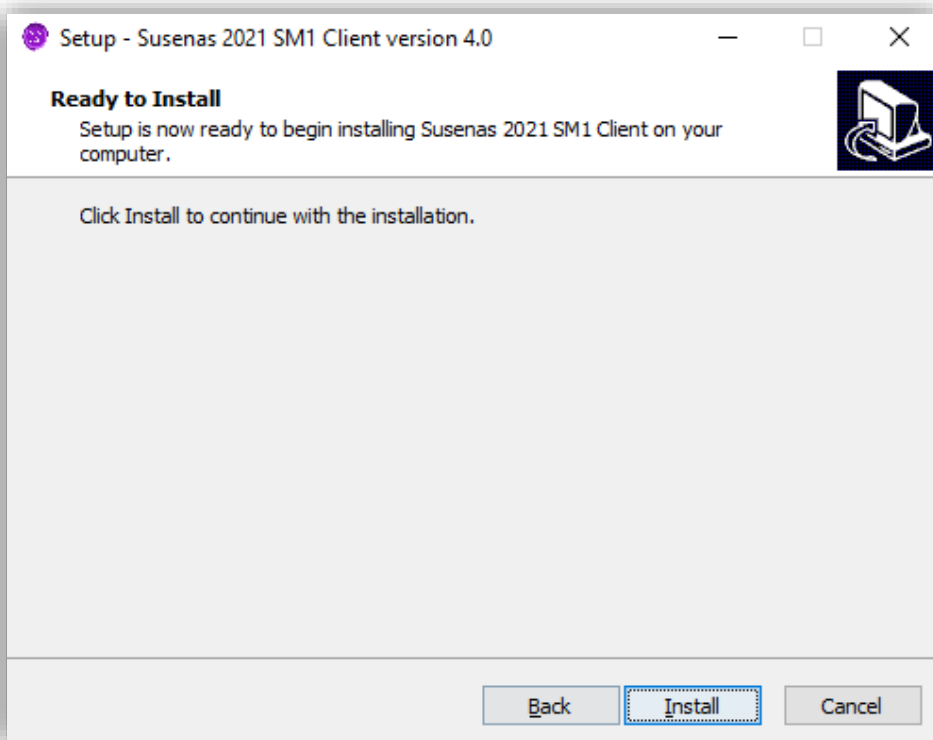 Setup - Susenas 2021 SM1 Client version 4.0
Ready to Install
Setup is now ready to begin installing Susenas 2021 SM1 Client on your
computer.
Click Install to continue with the installation.
Back
Install
Cancel